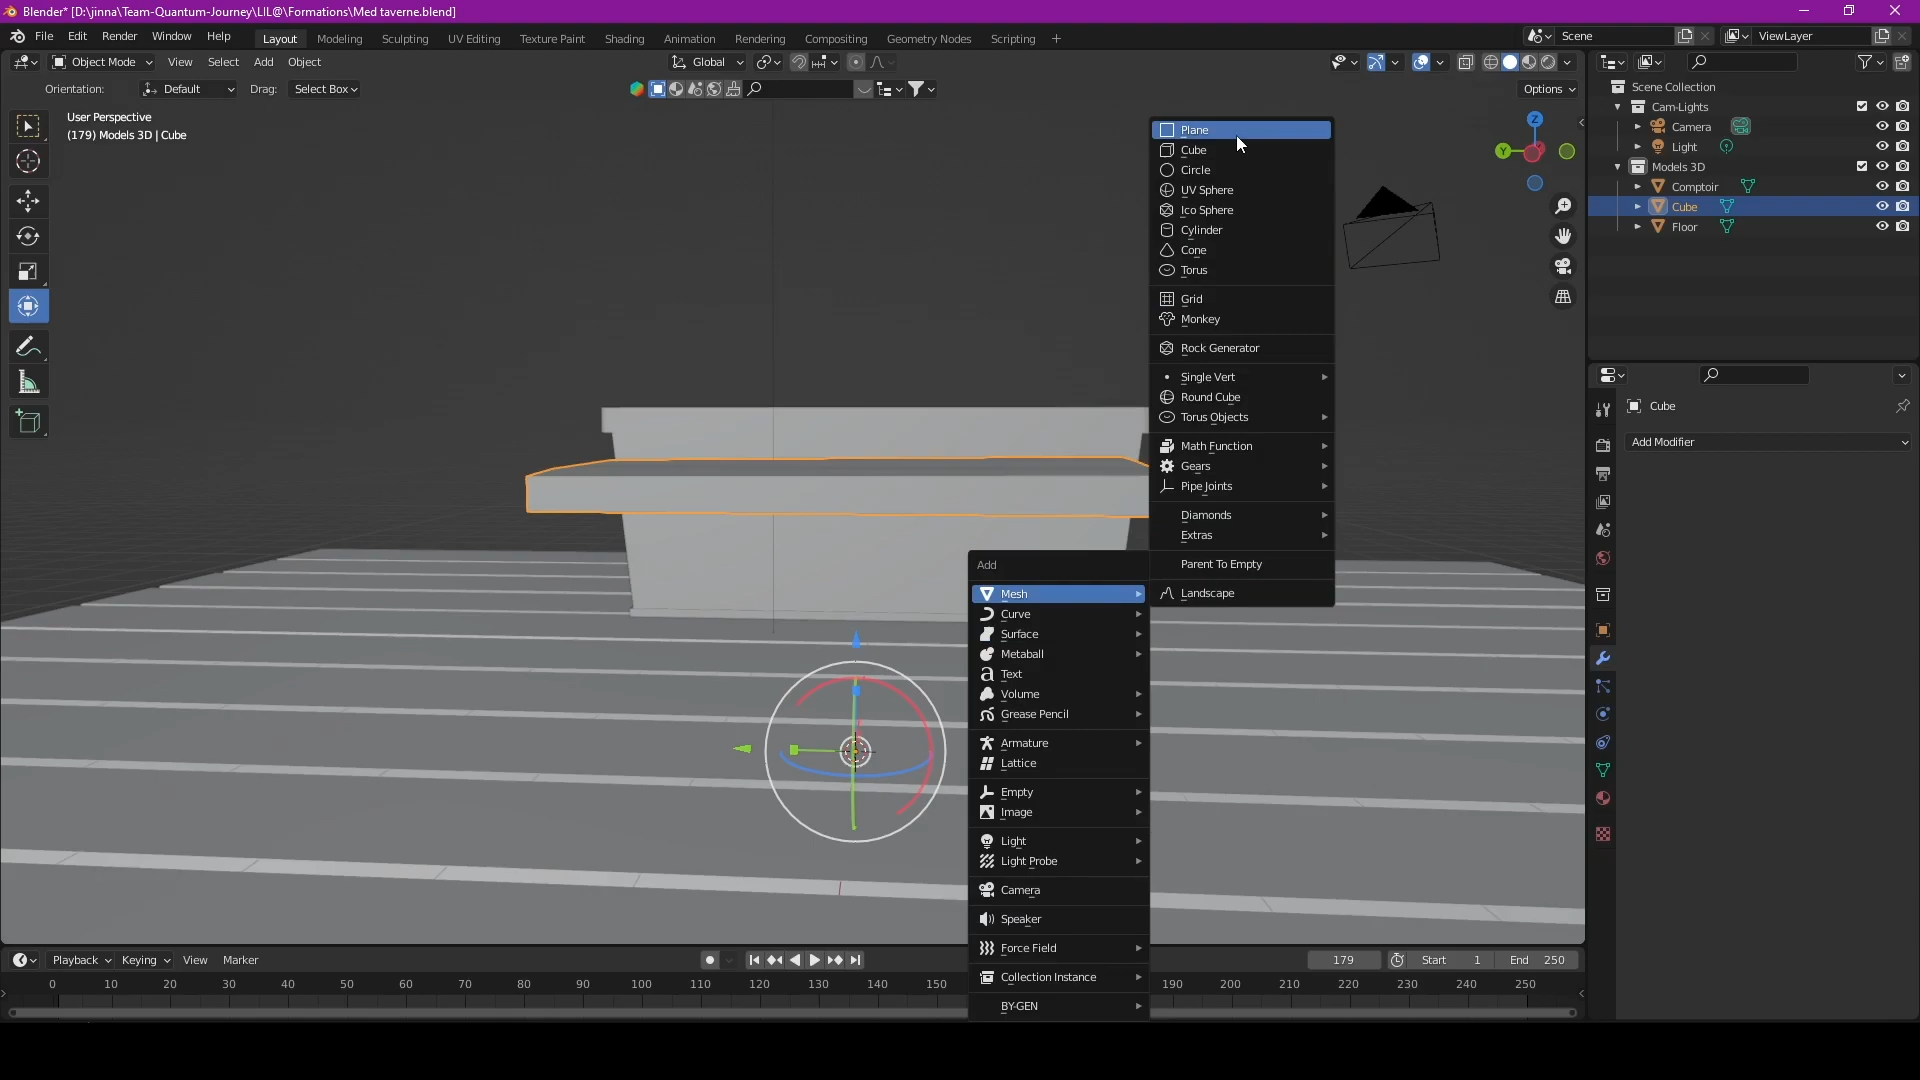 Blender* [D:\jinna\Team-Quantum-Journey\LIL@\Formations\Med taverne.blend]
File Edit Render Window Help
Layout Modeling Sculpting UV Editing Texture Paint Shading Animation Rendering Compositing Geometry Nodes Scripting +
Scene
ViewLayer
Object Mode View Select Add Object
Global
Orientation: Default Drag: Select Box
Options
User Perspective
(179) Models 3D | Cube
Z
Y
Plane
Cube
Circle
UV Sphere
Ico Sphere
Cylinder
Cone
Torus
Grid
Monkey
Rock Generator
Single Vert
Round Cube
Torus Objects
Math Function
Gears
Pipe Joints
Diamonds
Extras
Parent To Empty
Landscape
Add
Mesh
Curve
Surface
Metaball
Text
Volume
Grease Pencil
Armature
Lattice
Empty
Image
Light
Light Probe
Camera
Speaker
Force Field
Collection Instance
BY-GEN
Scene Collection
Cam-Lights
Camera
Light
Models 3D
Comptoir
Cube
Floor
Cube
Add Modifier
Playback Keying View Marker
179 Start 1 End 250
0 10 20 30 40 50 60 70 80 90 100 110 120 130 140 150 190 200 210 220 230 240 250